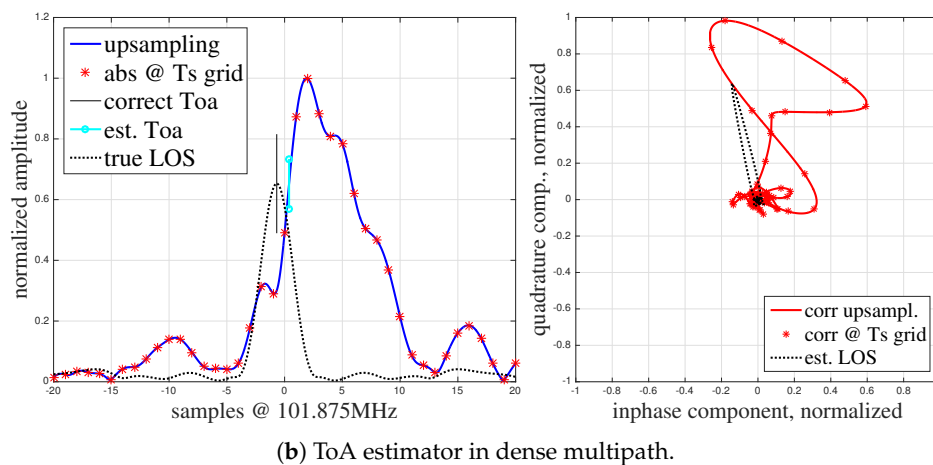 normalized amplitude
1.2
1
0.8
0.6
0.4
0.2
0
-20 -15 -10 -5 0 5 10 15 20
samples @ 101.875MHz
upsampling
abs @ Ts grid
correct Toa
est. Toa
true LOS
quadrature comp., normalized
1
0.8
0.6
0.4
0.2
0
-0.2
-0.4
-0.6
-0.8
-1
-1 -0.8 -0.6 -0.4 -0.2 0 0.2 0.4 0.6 0.8
inphase component, normalized
corr upsampl.
corr @ Ts grid
est. LOS
(b) ToA estimator in dense multipath.